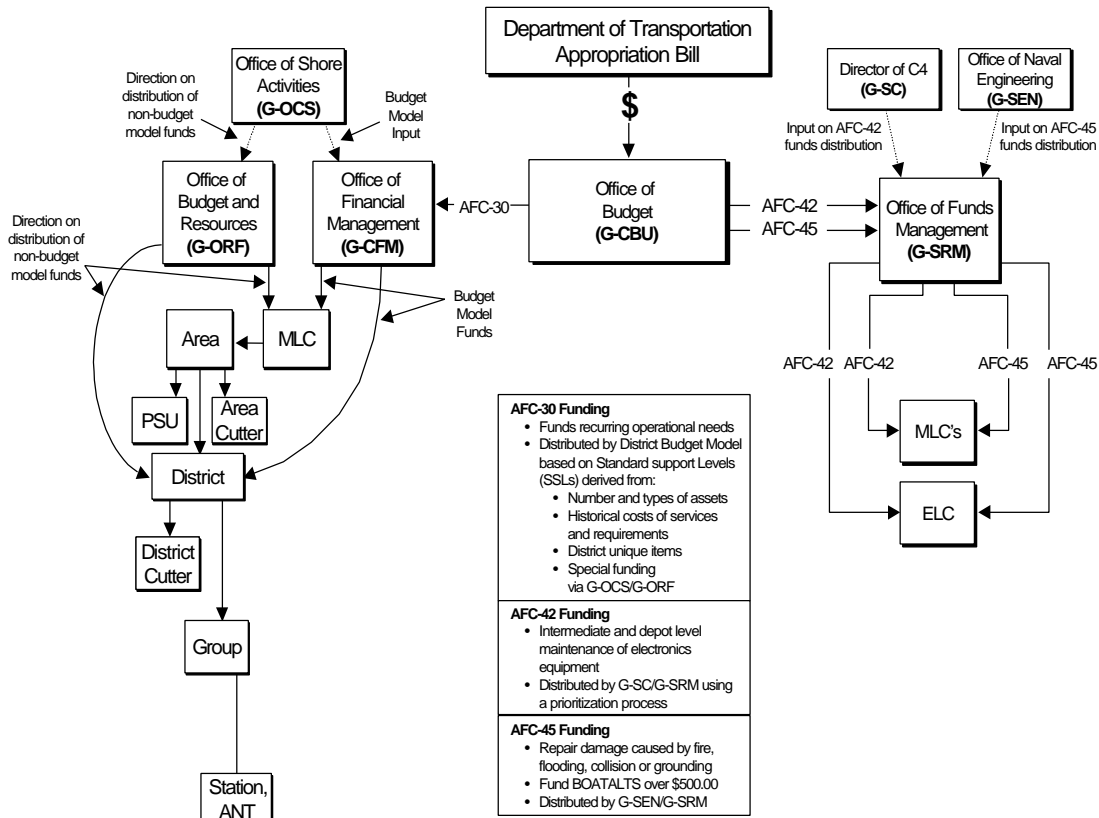 Department of Transportation
Appropriation Bill
$
Office of Shore
Activities
(G-OCS)
Direction on
distribution of
non-budget
model funds
Budget
Model
Input
Director of C4
(G-SC)
Office of Naval
Engineering
(G-SEN)
Input on AFC-42
funds distribution
Input on AFC-45
funds distribution
Office of
Budget and
Resources
(G-ORF)
Office of
Financial
Management
(G-CFM)
AFC-30
Office of
Budget
(G-CBU)
AFC-42
AFC-45
Office of Funds
Management
(G-SRM)
Direction on
distribution of
non-budget
model funds
Budget
Model
Funds
Area
MLC
PSU
Area
Cutter
District
District
Cutter
Group
Station,
ANT
AFC-42
AFC-42
AFC-45
AFC-45
MLC's
ELC
AFC-30 Funding
• Funds recurring operational needs
• Distributed by District Budget Model
based on Standard support Levels
(SSLs) derived from:
• Number and types of assets
• Historical costs of services
and requirements
• District unique items
• Special funding
via G-OCS/G-ORF
AFC-42 Funding
• Intermediate and depot level
maintenance of electronics
equipment
• Distributed by G-SC/G-SRM using
a prioritization process
AFC-45 Funding
• Repair damage caused by fire,
flooding, collision or grounding
• Fund BOATALTS over $500.00
• Distributed by G-SEN/G-SRM